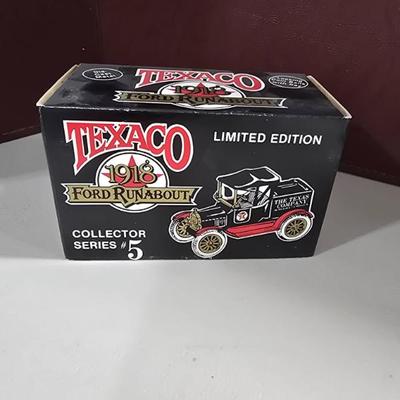 TEXACO
1918
FORD RUNABOUT
TEXACO
1918
FORD RUNABOUT
LIMITED EDITION
THE TEXAS
COMPANY
COLLECTOR
SERIES #5